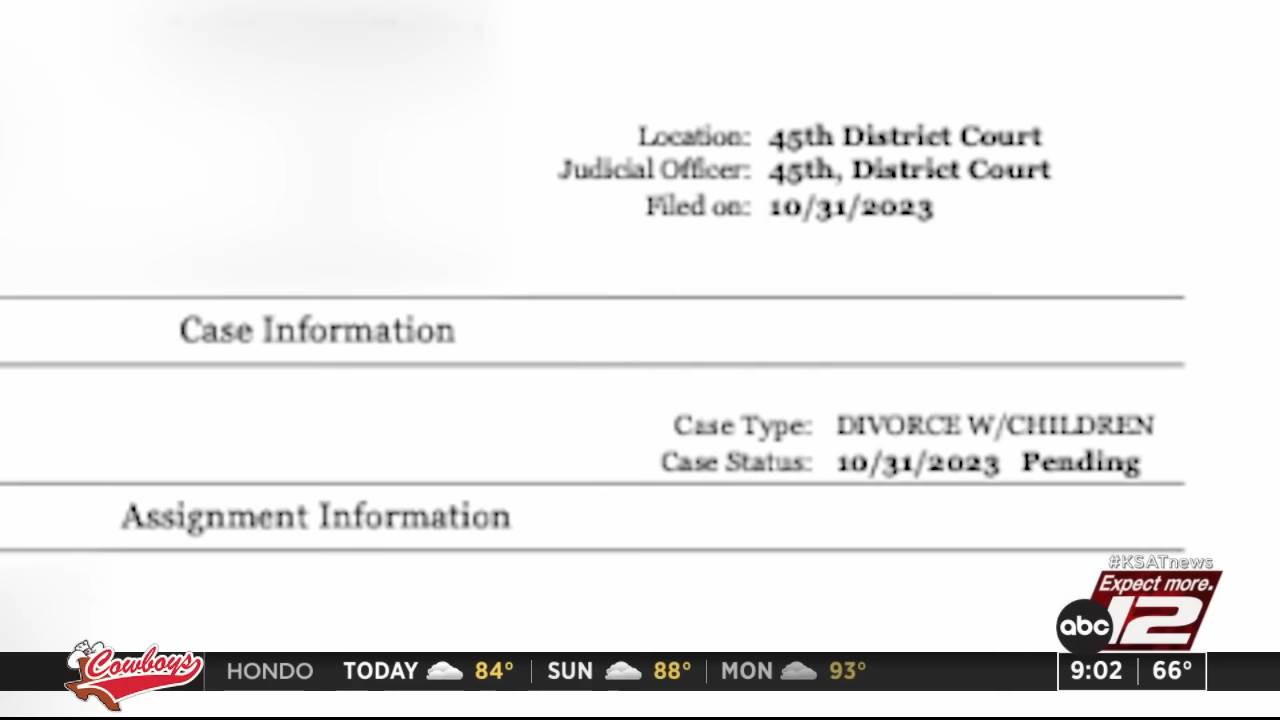 Location: 45th District Court
Judicial Officer: 45th, District Court
Filed on: 10/31/2023
Case Information
Case Type: DIVORCE W/CHILDREN
Case Status: 10/31/2023 Pending
Assignment Information
#KSATnews
Expect more.
abc 12
Cowboys HONDO TODAY 84° SUN 88° MON 93° 9:02 66°